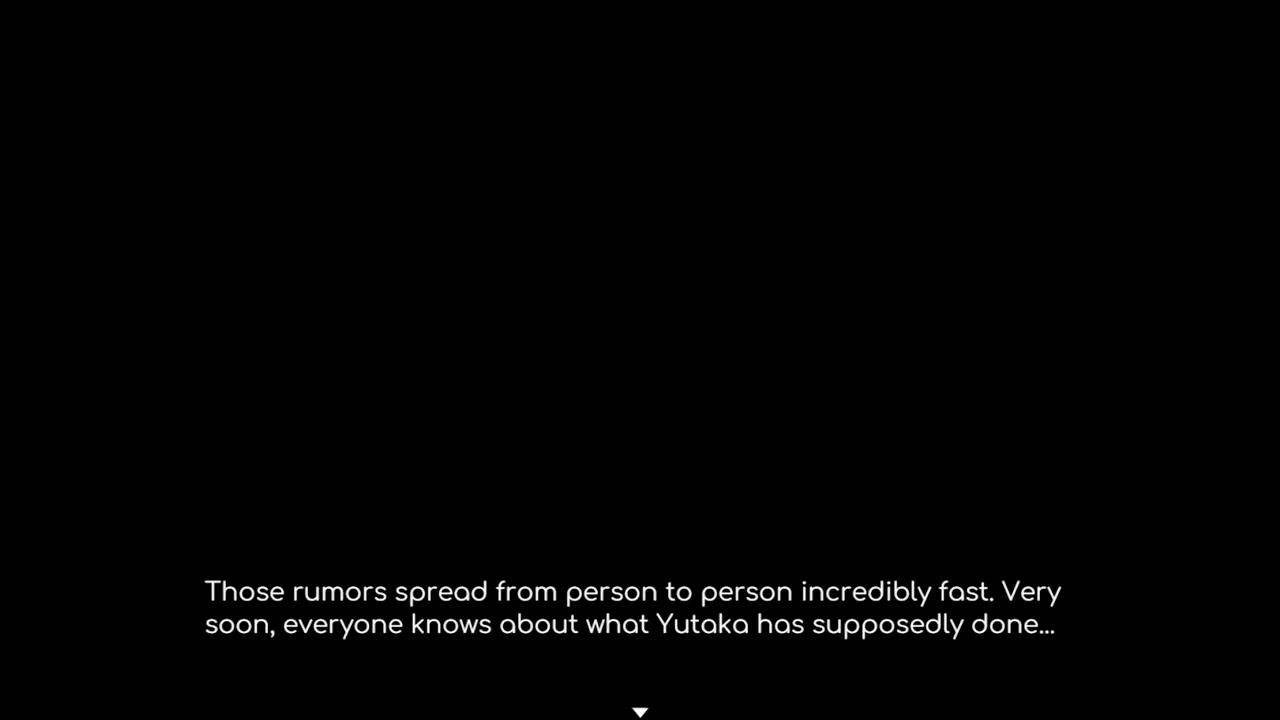 Those rumors spread from person to person incredibly fast. Very
soon, everyone knows about what Yutaka has supposedly done...